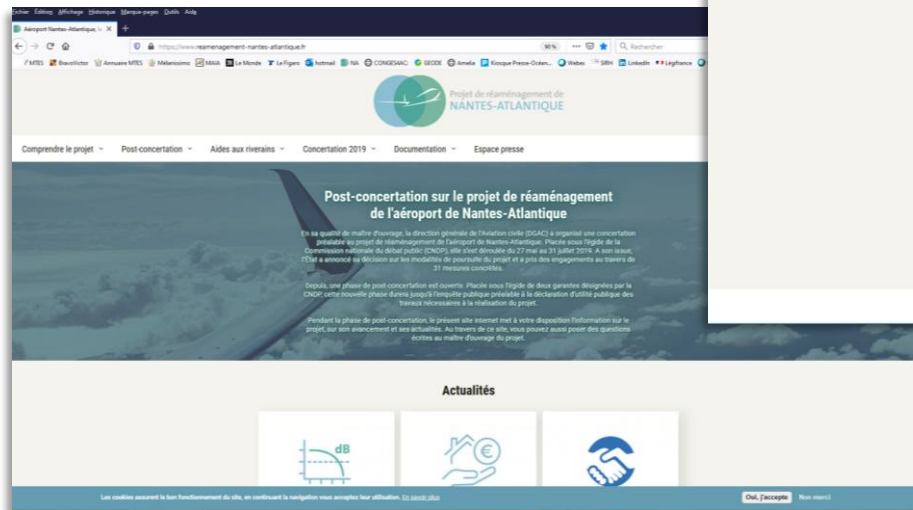 Fichier Édition Affichage Historique Marque-pages Outils Aide
Aéroport Nantes-Atlantique, le
https://www.reamenagement-nantes-atlantique.fr
90 %
Rechercher
MTES BravoVictor Annuaire MTES Mélanissimo MAIA Le Monde Le Figaro hotmail NA CONGESAAC GEODE Amelia Kiosque Presse-Océan... Webex SIRH LinkedIn Légifrance
Projet de réaménagement de
NANTES-ATLANTIQUE
Comprendre le projet Post-concertation Aides aux riverains Concertation 2019 Documentation Espace presse
Post-concertation sur le projet de réaménagement
de l'aéroport de Nantes-Atlantique
En sa qualité de maître d'ouvrage, la direction générale de l'Aviation civile (DGAC) a organisé une concertation
préalable au projet de réaménagement de l'aéroport de Nantes-Atlantique. Placée sous l'égide de la
Commission nationale du débat public (CNDP), elle s'est déroulée du 27 mai au 31 juillet 2019. A son issue,
l'État a annoncé sa décision sur les modalités de poursuite du projet et a pris des engagements au travers de
31 mesures concrètes.
Depuis, une phase de post-concertation est ouverte. Placée sous l'égide de deux garantes désignées par la
CNDP, cette nouvelle phase durera jusqu'à l'enquête publique préalable à la déclaration d'utilité publique des
travaux nécessaires à la réalisation du projet.
Pendant la phase de post-concertation, le présent site internet met à votre disposition l'information sur le
projet, sur son avancement et ses actualités. Au travers de ce site, vous pouvez aussi poser des questions
écrites au maître d'ouvrage du projet.
Actualités
dB
€
Les cookies assurent le bon fonctionnement du site, en continuant la navigation vous acceptez leur utilisation. En savoir plus
Oui, j'accepte Non merci